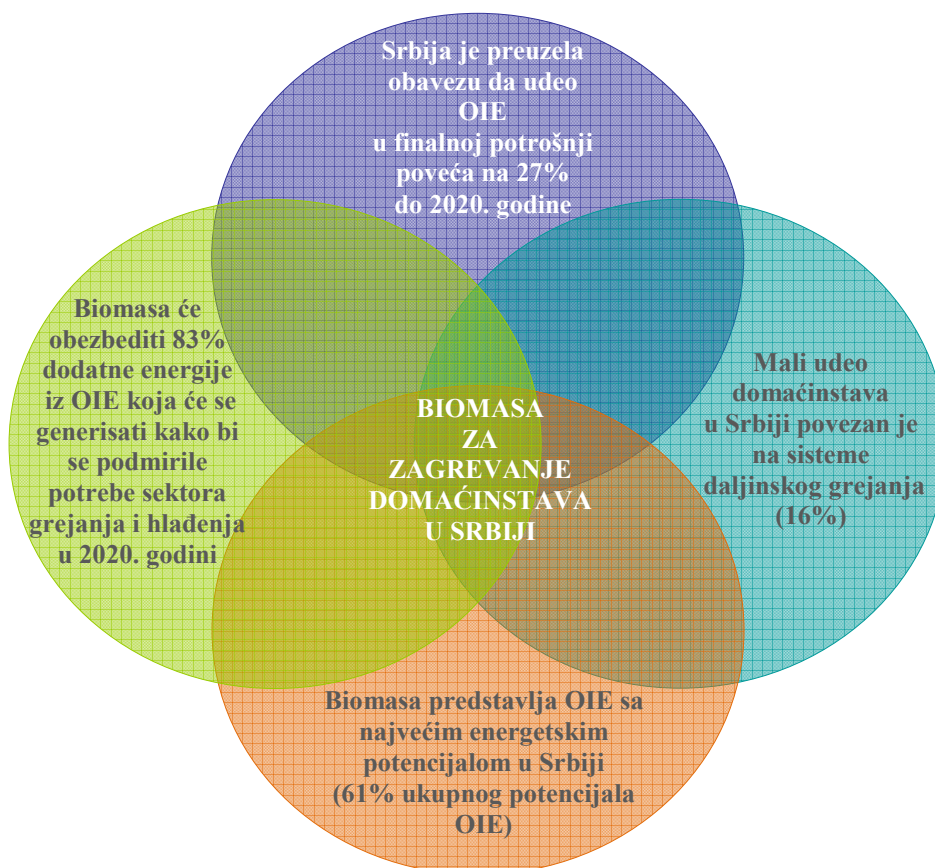 Srbija je preuzela
obavezu da udeo
OIE
u finalnoj potrošnji
poveća na 27%
do 2020. godine
Biomasa će
obezbediti 83%
dodatne energije
iz OIE koja će se
generisati kako bi
se podmirile
potrebe sektora
grejanja i hlađenja
u 2020. godini
BIOMASA
ZA
ZAGREVANJE
DOMAĆINSTAVA
U SRBIJI
Mali udeo
domaćinstava
u Srbiji povezan je
na sisteme
daljinskog grejanja
(16%)
Biomasa predstavlja OIE sa
najvećim energetskim
potencijalom u Srbiji
(61% ukupnog potencijala
OIE)